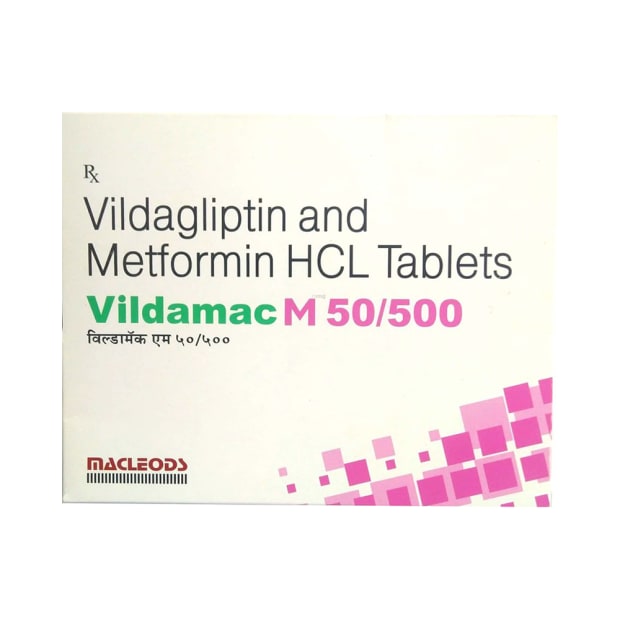 Rx
Vildagliptin and
Metformin HCL Tablets
Vildamac M 50/500
विल्डामॅक एम ५०/५००
MACLEODS